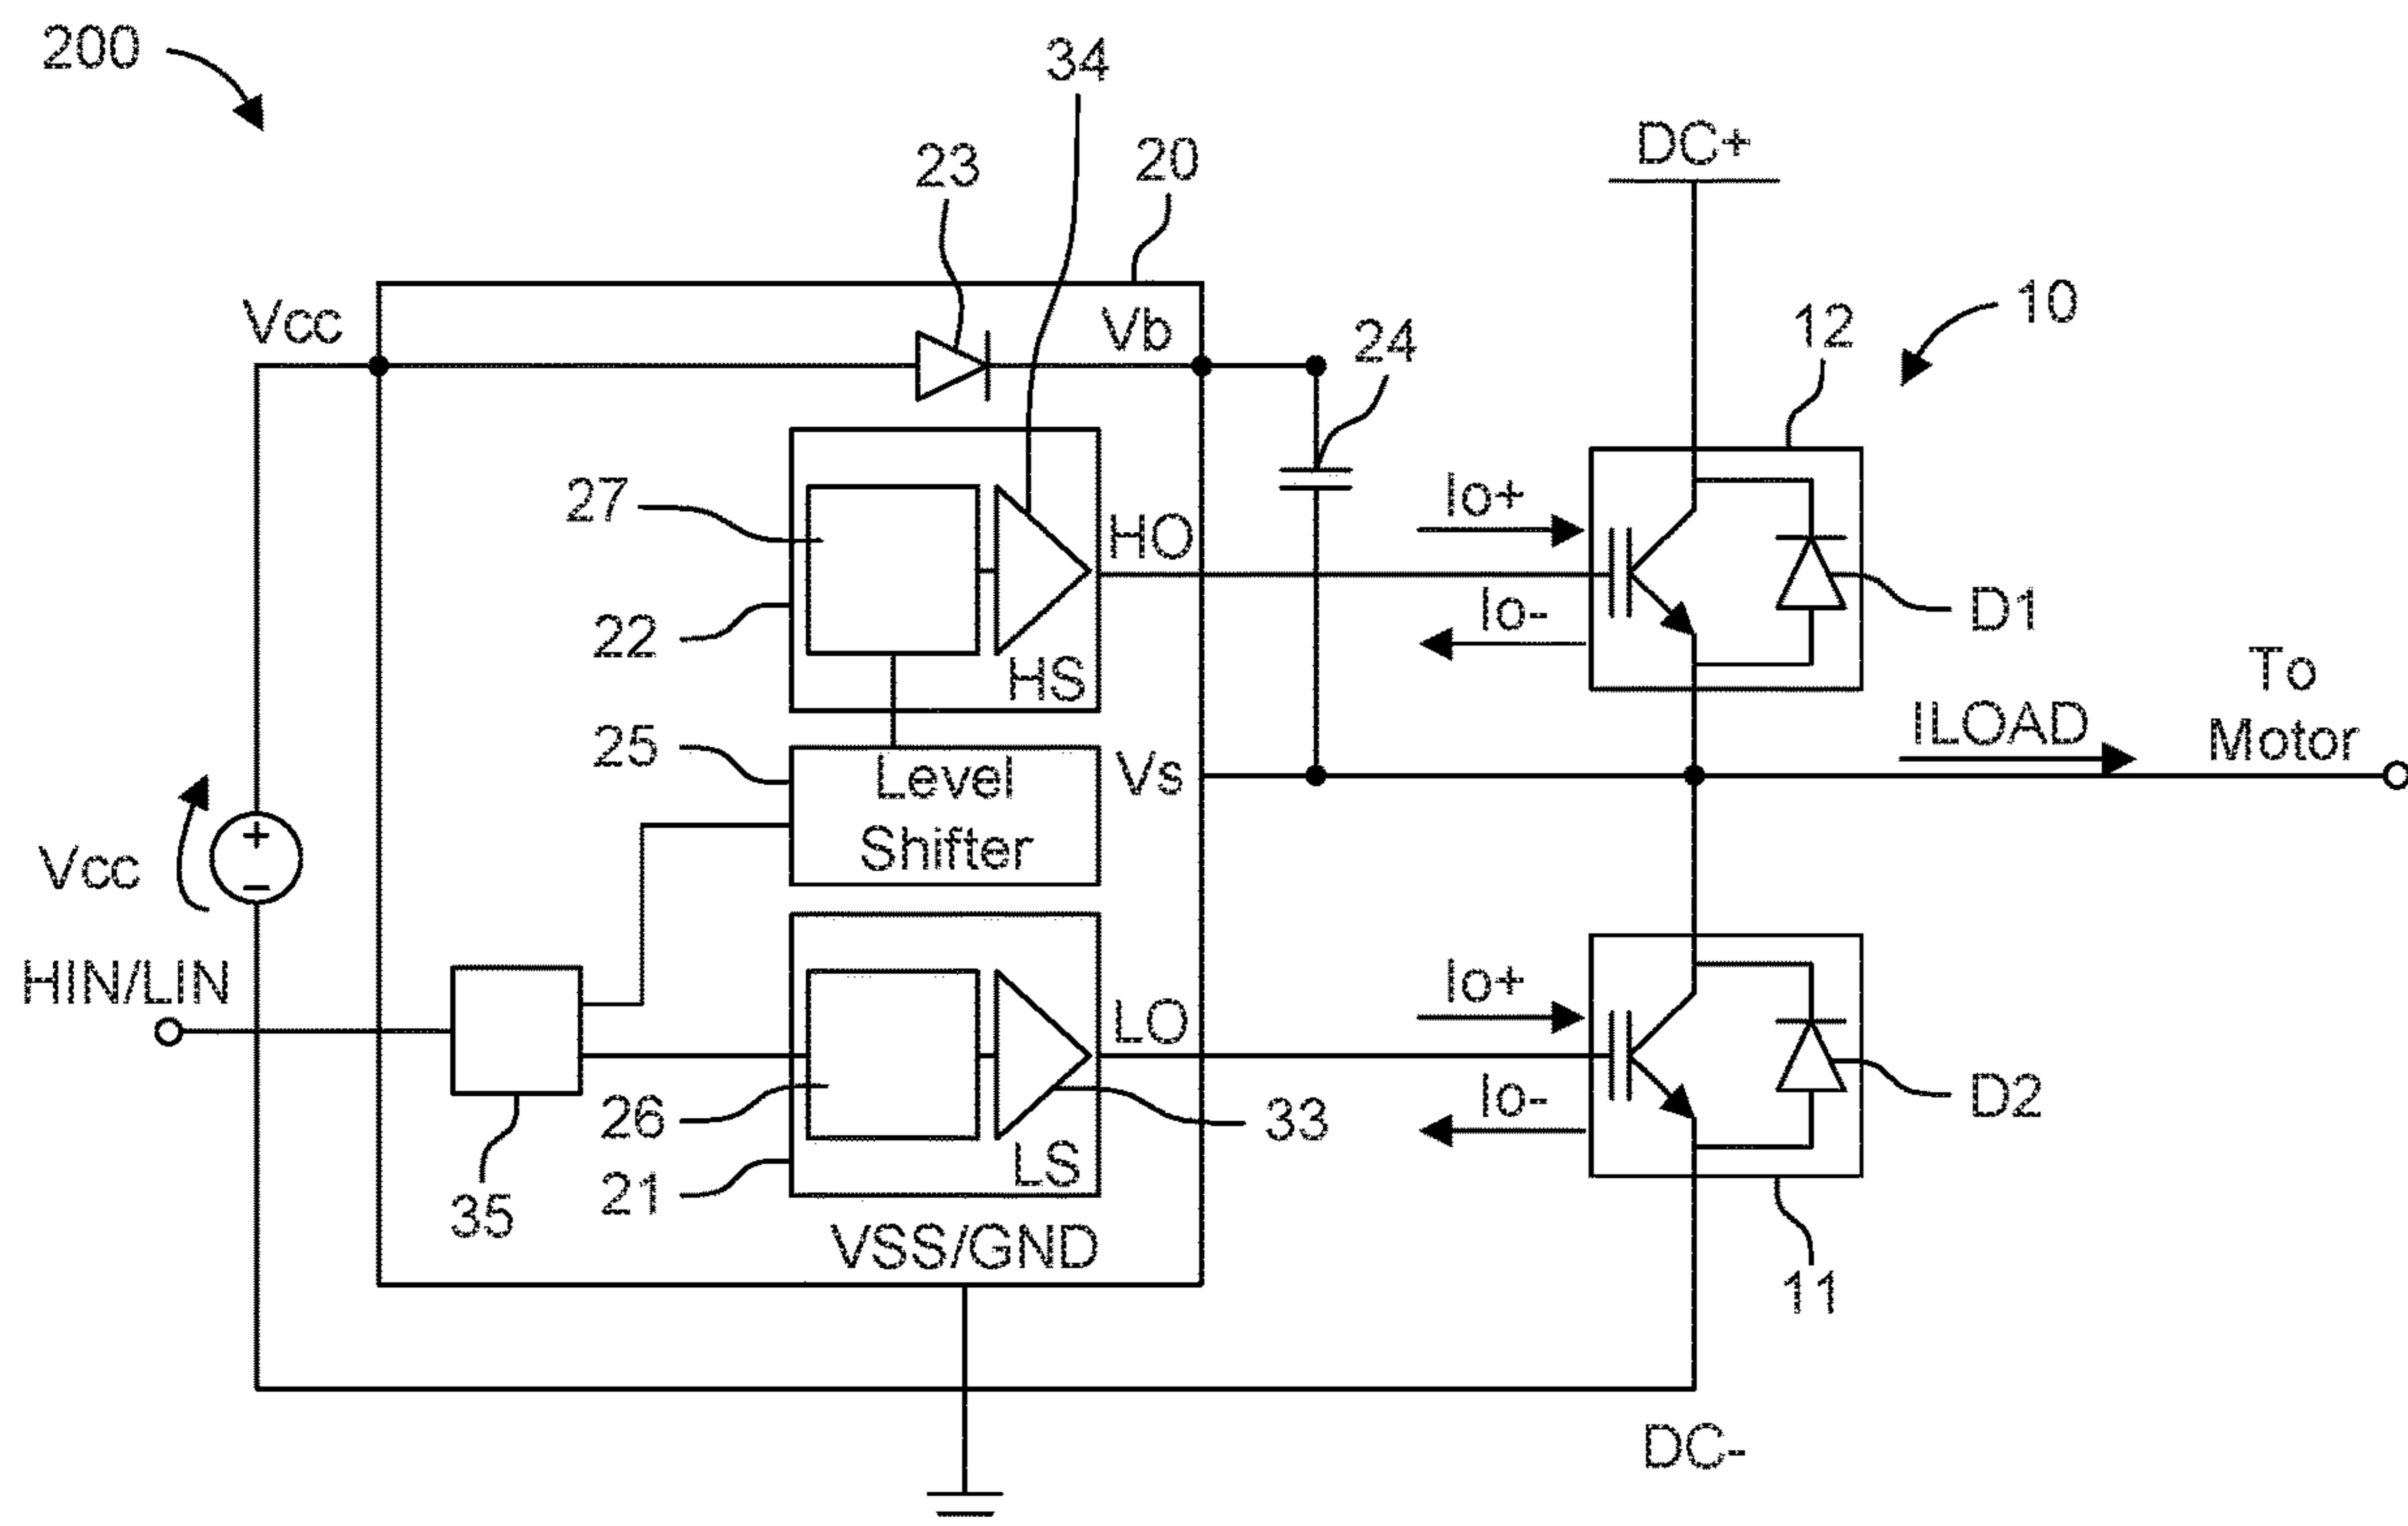 200
34
23
20
DC+
Vcc
Vb
24
12
10
27
HO
Io+
22
Io-
D1
HS
To
Motor
25
Level
Shifter
Vs
ILOAD
Vcc
+
−
HIN/LIN
LO
Io+
26
33
Io-
D2
LS
21
35
VSS/GND
11
DC-